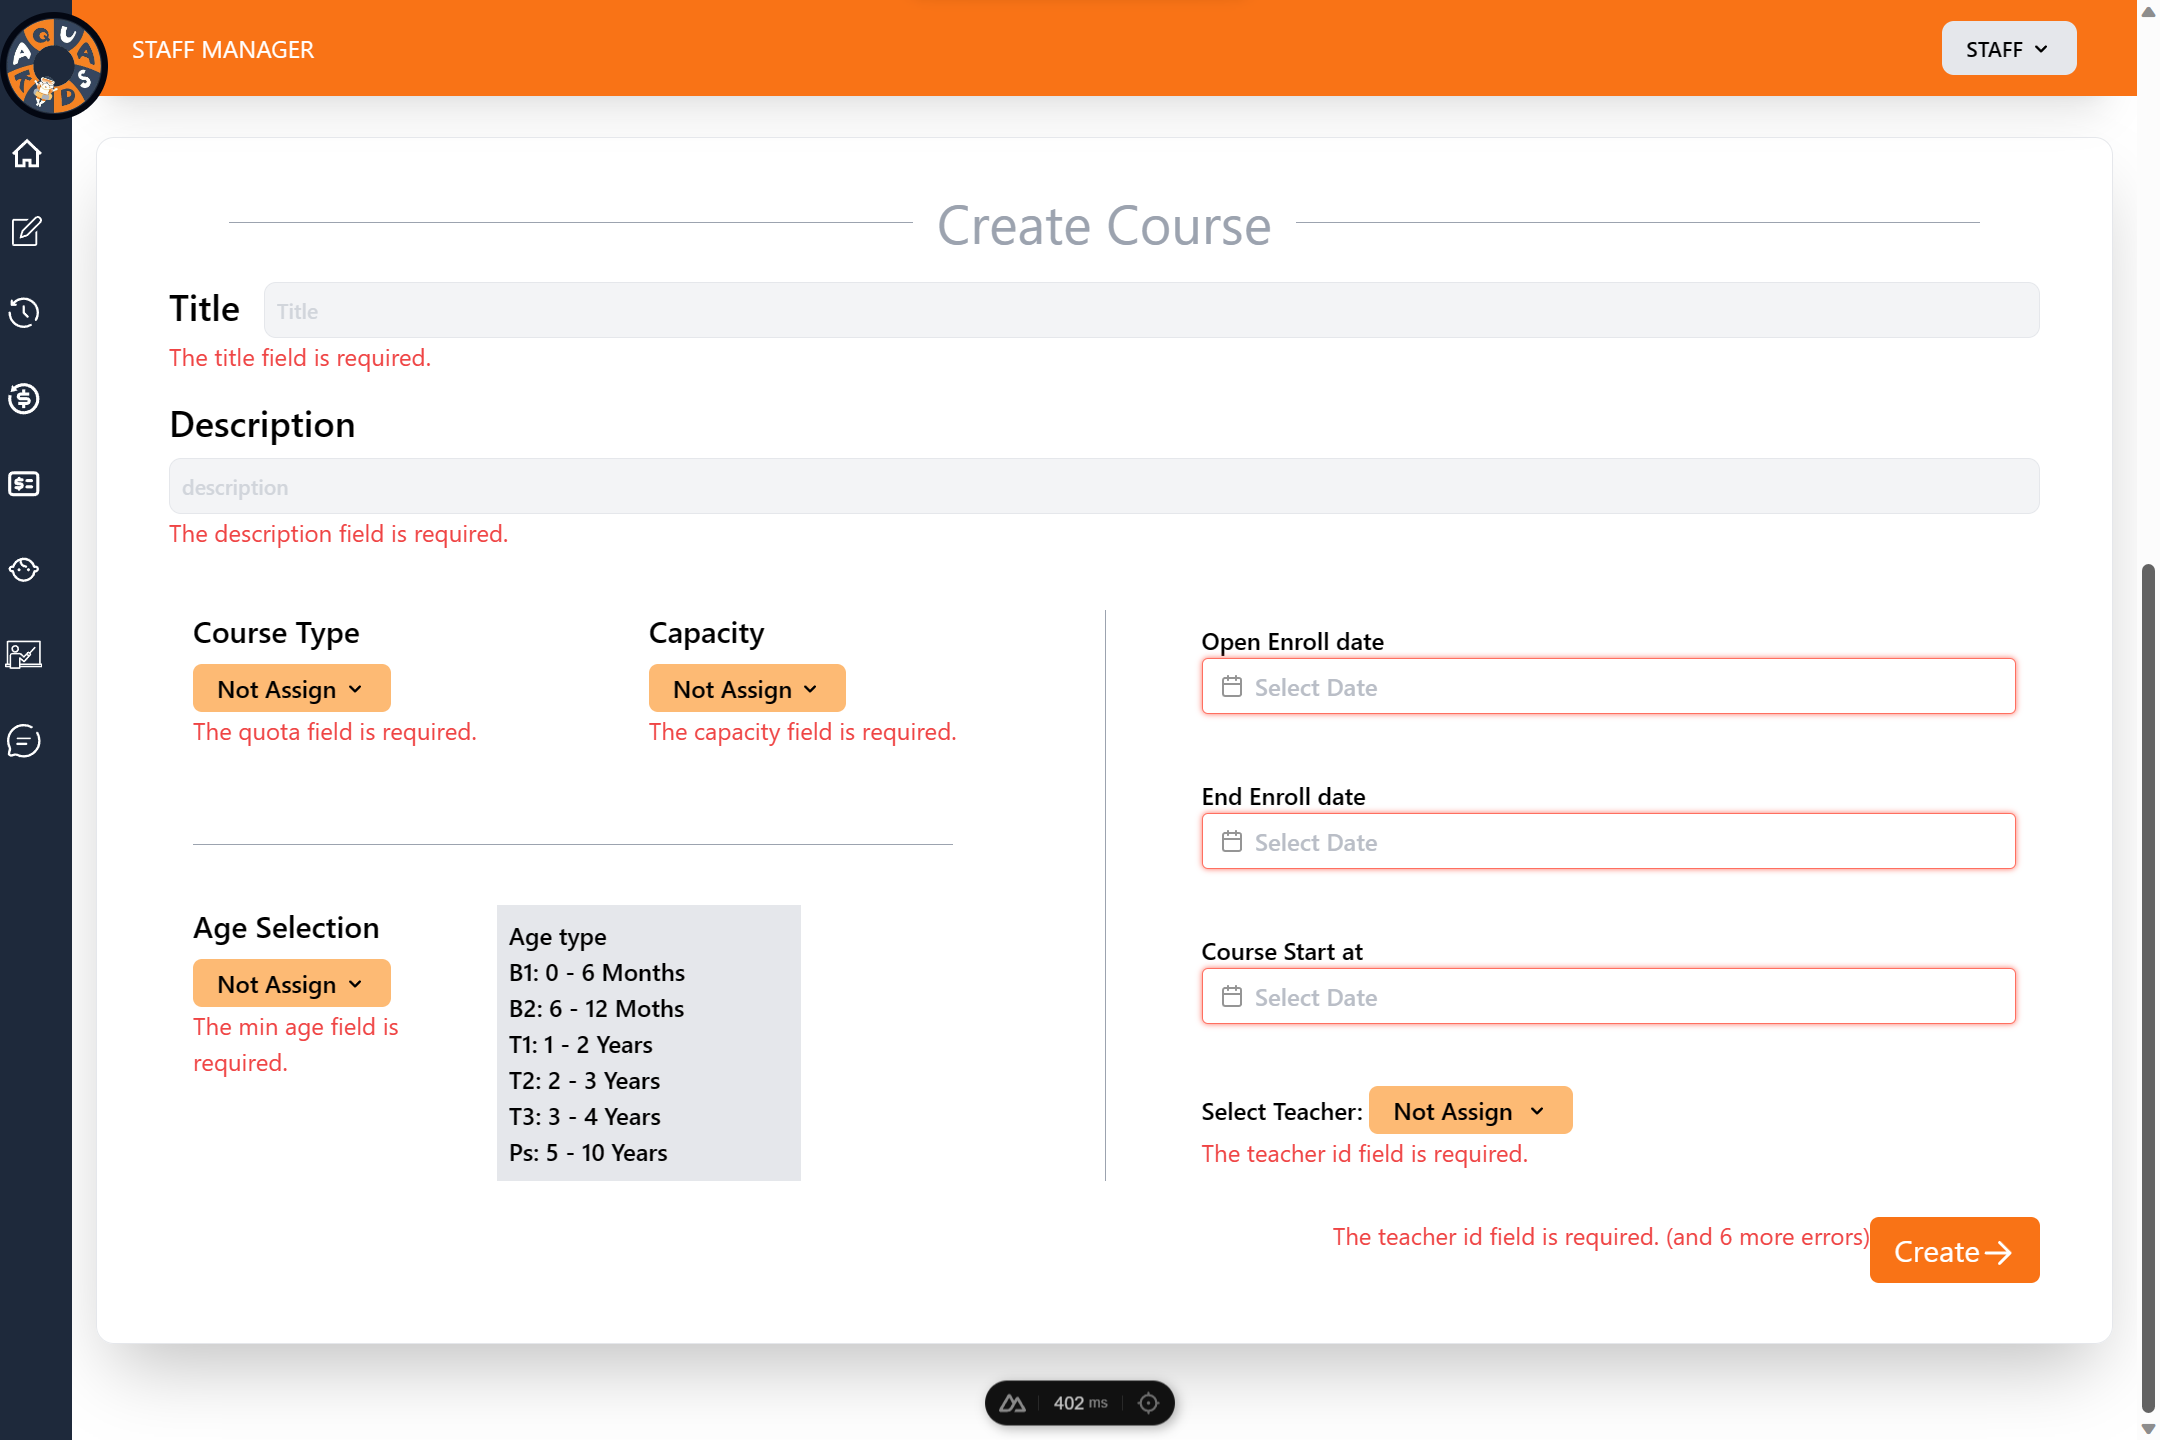 AQUA KIDS
STAFF MANAGER
STAFF
Create Course
Title
Title
The title field is required.
Description
description
The description field is required.
Course Type
Not Assign
The quota field is required.
Capacity
Not Assign
The capacity field is required.
Age Selection
Not Assign
The min age field is
required.
Age type
B1: 0 - 6 Months
B2: 6 - 12 Moths
T1: 1 - 2 Years
T2: 2 - 3 Years
T3: 3 - 4 Years
Ps: 5 - 10 Years
Open Enroll date
Select Date
End Enroll date
Select Date
Course Start at
Select Date
Select Teacher: Not Assign
The teacher id field is required.
The teacher id field is required. (and 6 more errors)
Create
402 ms